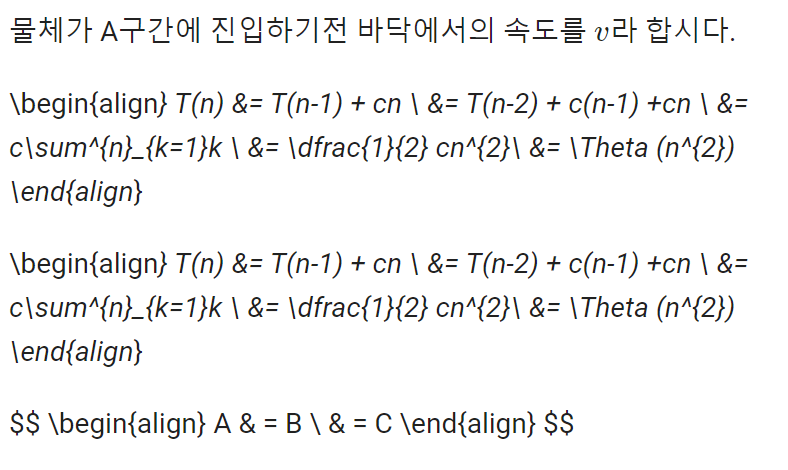 물체가 A구간에 진입하기전 바닥에서의 속도를 v라 합시다.
\begin{align} T(n) &= T(n-1) + cn \ &= T(n-2) + c(n-1) +cn \ &=
c\sum^{n}_{k=1}k \ &= \dfrac{1}{2} cn^{2}\ &= \Theta (n^{2})
\end{align}
\begin{align} T(n) &= T(n-1) + cn \ &= T(n-2) + c(n-1) +cn \ &=
c\sum^{n}_{k=1}k \ &= \dfrac{1}{2} cn^{2}\ &= \Theta (n^{2})
\end{align}
$$ \begin{align} A & = B \ & = C \end{align} $$